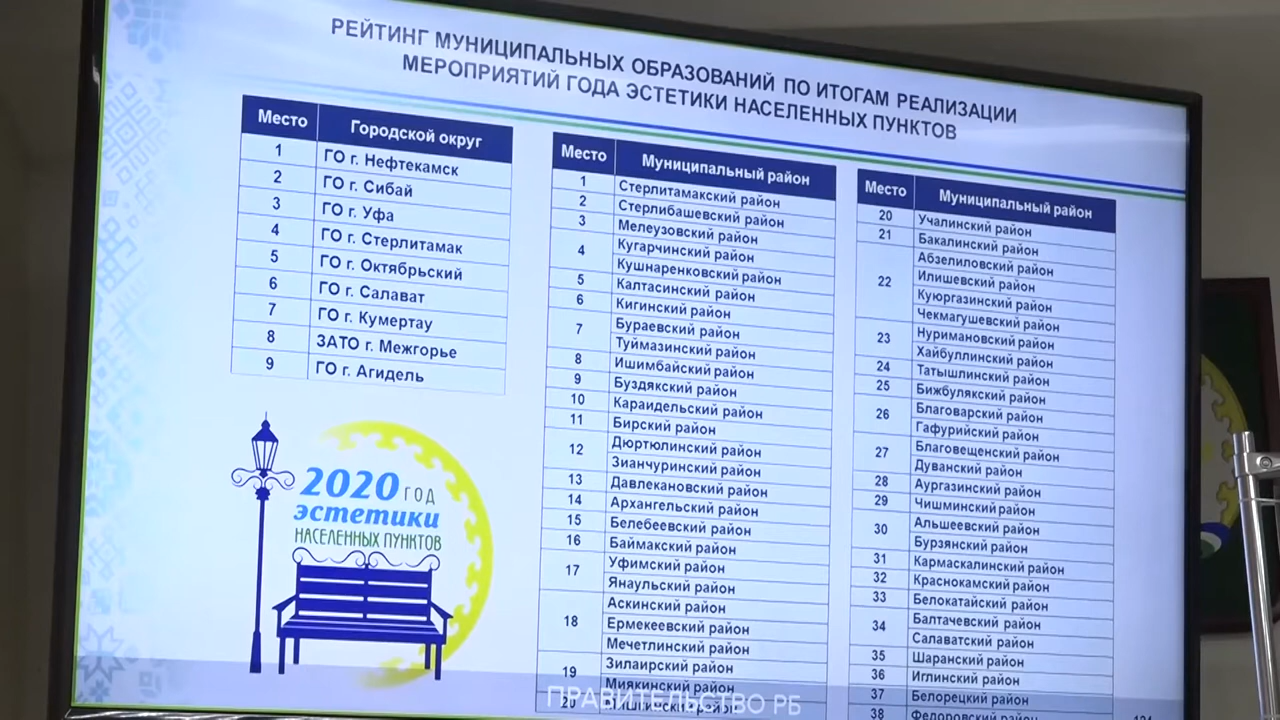 РЕЙТИНГ МУНИЦИПАЛЬНЫХ ОБРАЗОВАНИЙ ПО ИТОГАМ РЕАЛИЗАЦИИ
МЕРОПРИЯТИЙ ГОДА ЭСТЕТИКИ НАСЕЛЕННЫХ ПУНКТОВ
Место Городской округ
1 ГО г. Нефтекамск
2 ГО г. Сибай
3 ГО г. Уфа
4 ГО г. Стерлитамак
5 ГО г. Октябрьский
6 ГО г. Салават
7 ГО г. Кумертау
8 ЗАТО г. Межгорье
9 ГО г. Агидель
2020 ГОД
эстетики
НАСЕЛЕННЫХ ПУНКТОВ
Место Муниципальный район
1 Стерлитамакский район
2 Стерлибашевский район
3 Мелеузовский район
4 Кугарчинский район
Кушнаренковский район
5 Калтасинский район
6 Кигинский район
7 Бураевский район
Туймазинский район
8 Ишимбайский район
9 Буздякский район
10 Караидельский район
11 Бирский район
12 Дюртюлинский район
Зианчуринский район
13 Давлекановский район
14 Архангельский район
15 Белебеевский район
16 Баймакский район
17 Уфимский район
Янаульский район
18 Аскинский район
Ермекеевский район
Мечетлинский район
19 Зилаирский район
Миякинский район
20
Место Муниципальный район
20 Учалинский район
21 Бакалинский район
22 Абзелиловский район
Илишевский район
Куюргазинский район
Чекмагушевский район
23 Нуримановский район
Хайбуллинский район
24 Татышлинский район
25 Бижбулякский район
26 Благоварский район
Гафурийский район
27 Благовещенский район
Дуванский район
28 Аургазинский район
29 Чишминский район
30 Альшеевский район
Бурзянский район
31 Кармаскалинский район
32 Краснокамский район
33 Белокатайский район
34 Балтачевский район
Салаватский район
35 Шаранский район
36 Иглинский район
37 Белорецкий район
38 Федоровский район
ПРАВИТЕЛЬСТВО РБ